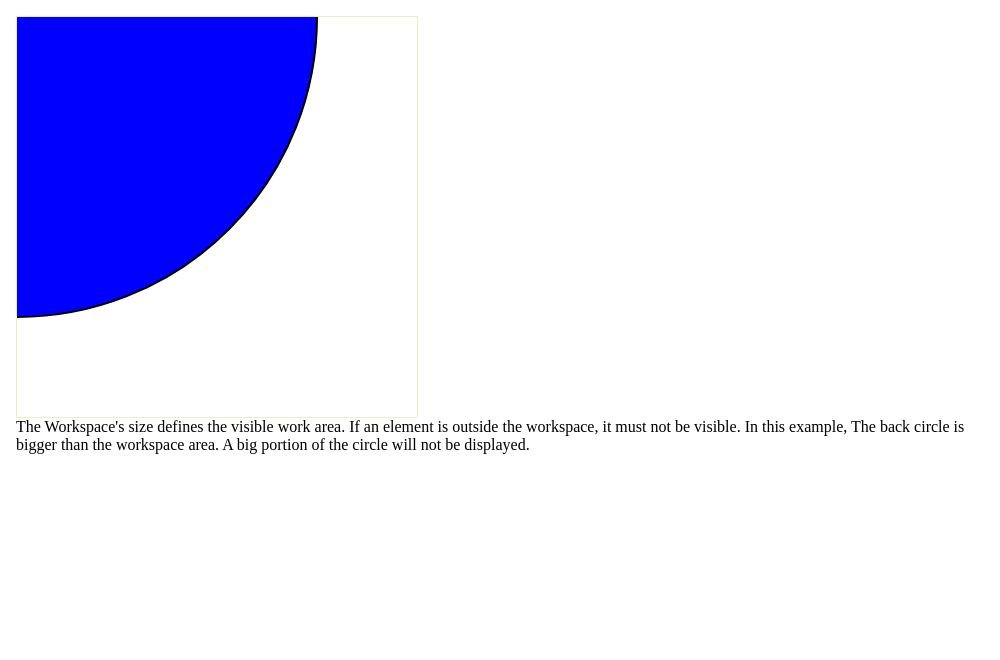 The Workspace's size defines the visible work area. If an element is outside the workspace, it must not be visible. In this example, The back circle is
bigger than the workspace area. A big portion of the circle will not be displayed.